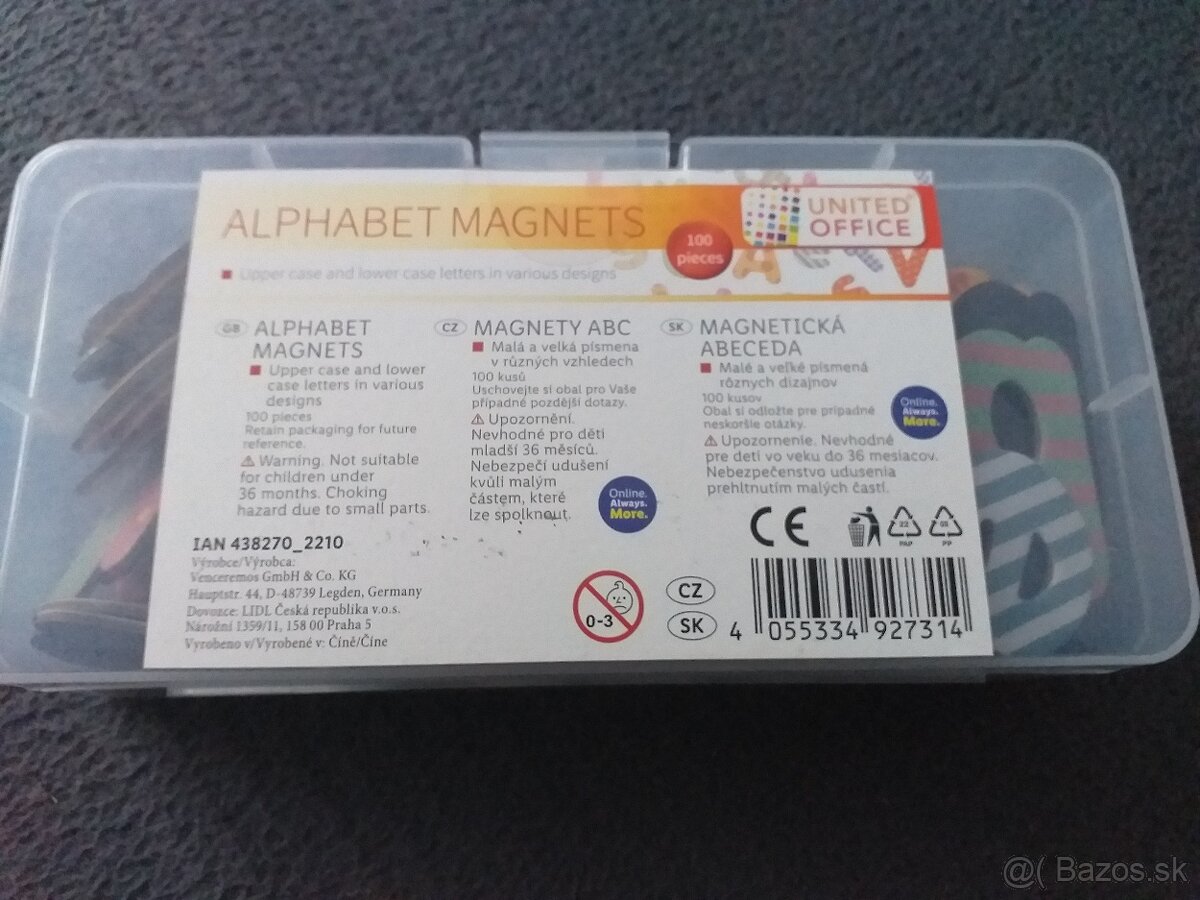 ALPHABET MAGNETS
UNITED
OFFICE
100
pieces
Upper case and lower case letters in various designs
GB ALPHABET
MAGNETS
Upper case and lower
case letters in various
designs
100 pieces
Retain packaging for future
reference.
Warning. Not suitable
for children under
36 months. Choking
hazard due to small parts.
CZ MAGNETY ABC
Malá a velká písmena
v různých vzhledech
100 kusů
Uschovejte si obal pro Vaše
případné pozdější dotazy.
Upozornění.
Nevhodné pro děti
mladší 36 měsíců.
Nebezpečí udušení
kvůli malým
částem, které
lze spolknout.
Online.
Always.
More.
SK MAGNETICKÁ
ABECEDA
Malé a veľké písmená
rôznych dizajnov
100 kusov
Obal si odložte pre prípadné
neskoršie otázky.
Upozornenie. Nevhodné
pre deti vo veku do 36 mesiacov.
Nebezpečenstvo udusenia
prehltnutím malých častí.
Online.
Always.
More.
IAN 438270_2210
Výrobce/Výrobca:
Venceremos GmbH & Co. KG
Hauptstr. 44, D-48739 Legden, Germany
Dovozce: LIDL Česká republika v.o.s.
Nárožní 1359/11, 158 00 Praha 5
Vyrobeno v/Vyrobené v: Číně/Číne
0-3
CZ
SK
CE
22
PAP
05
PP
4 055334 927314
@( Bazos.sk